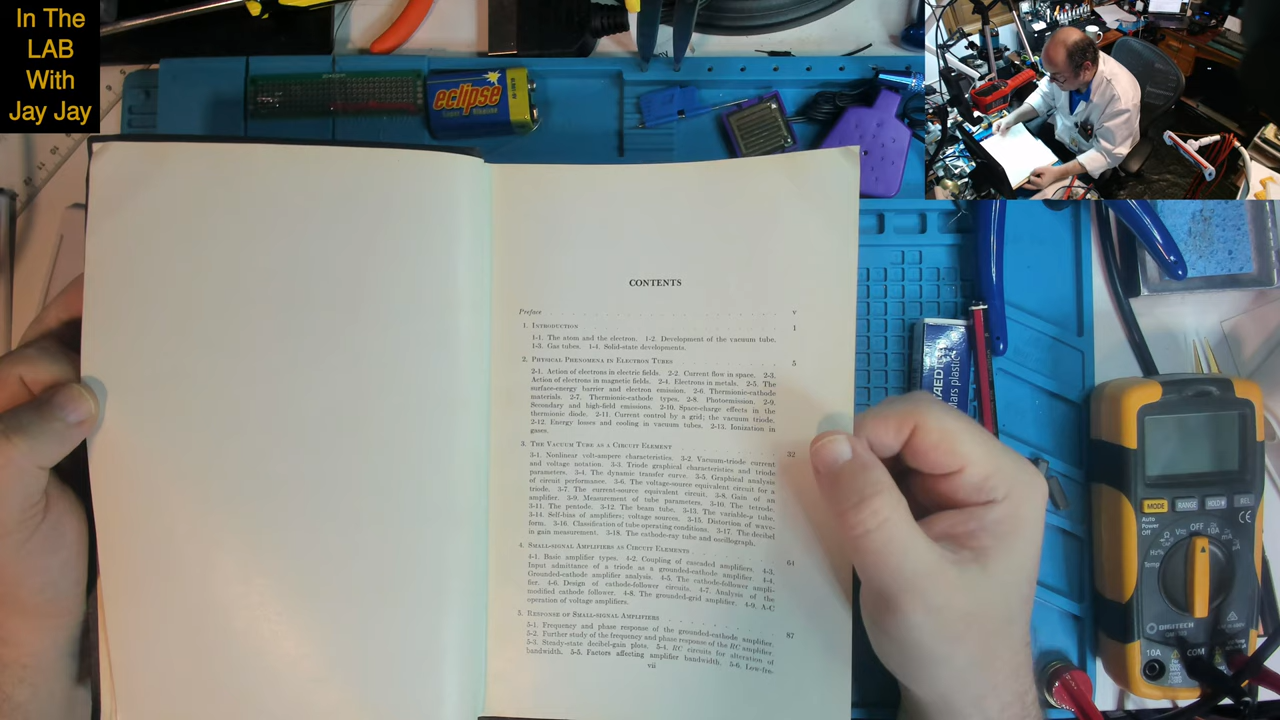 In The
LAB
With
Jay Jay
eclipse
CONTENTS
Preface v
1. INTRODUCTION 1
1-1. The atom and the electron. 1-2. Development of the vacuum tube.
1-3. Gas tubes. 1-4. Solid-state developments.
2. PHYSICAL PHENOMENA IN ELECTRON TUBES 5
2-1. Action of electrons in electric fields. 2-2. Current flow in space. 2-3.
Action of electrons in magnetic fields. 2-4. Electrons in metals. 2-5. The
surface-energy barrier and electron emission. 2-6. Thermionic-cathode
materials. 2-7. Thermionic-cathode types. 2-8. Photoemission. 2-9.
Secondary and high-field emissions. 2-10. Space-charge effects in the
thermionic diode. 2-11. Current control by a grid; the vacuum triode.
2-12. Energy losses and cooling in vacuum tubes. 2-13. Ionization in
gases.
3. THE VACUUM TUBE AS A CIRCUIT ELEMENT 32
3-1. Nonlinear volt-ampere characteristics. 3-2. Vacuum-triode current
and voltage notation. 3-3. Triode graphical characteristics and triode
parameters. 3-4. The dynamic transfer curve. 3-5. Graphical analysis
of circuit performance. 3-6. The voltage-source equivalent circuit for a
triode. 3-7. The current-source equivalent circuit. 3-8. Gain of an
amplifier. 3-9. Measurement of tube parameters. 3-10. The tetrode.
3-11. The pentode. 3-12. The beam tube. 3-13. The variable-μ tube.
3-14. Self-bias of amplifiers; voltage sources. 3-15. Distortion of wave-
form. 3-16. Classification of tube operating conditions. 3-17. The decibel
in gain measurement. 3-18. The cathode-ray tube and oscillograph.
4. SMALL-SIGNAL AMPLIFIERS AS CIRCUIT ELEMENTS 64
4-1. Basic amplifier types. 4-2. Coupling of cascaded amplifiers. 4-3.
Input admittance of a triode as a grounded-cathode amplifier. 4-4.
Grounded-cathode amplifier analysis. 4-5. The cathode-follower ampli-
fier. 4-6. Design of cathode-follower circuits. 4-7. Analysis of the
modified cathode follower. 4-8. The grounded-grid amplifier. 4-9. A-C
operation of voltage amplifiers.
5. RESPONSE OF SMALL-SIGNAL AMPLIFIERS 87
5-1. Frequency and phase response of the grounded-cathode amplifier.
5-2. Further study of the frequency and phase response of the RC amplifier.
5-3. Steady-state decibel-gain plots. 5-4. RC circuits for alteration of
bandwidth. 5-5. Factors affecting amplifier bandwidth. 5-6. Low-fre-
vii
AEDT
Mars plastic
MODE RANGE HOLD REL
Auto
Power
Off
OFF
10A
mA
Hz%
Temp
DIGITECH
10A COM